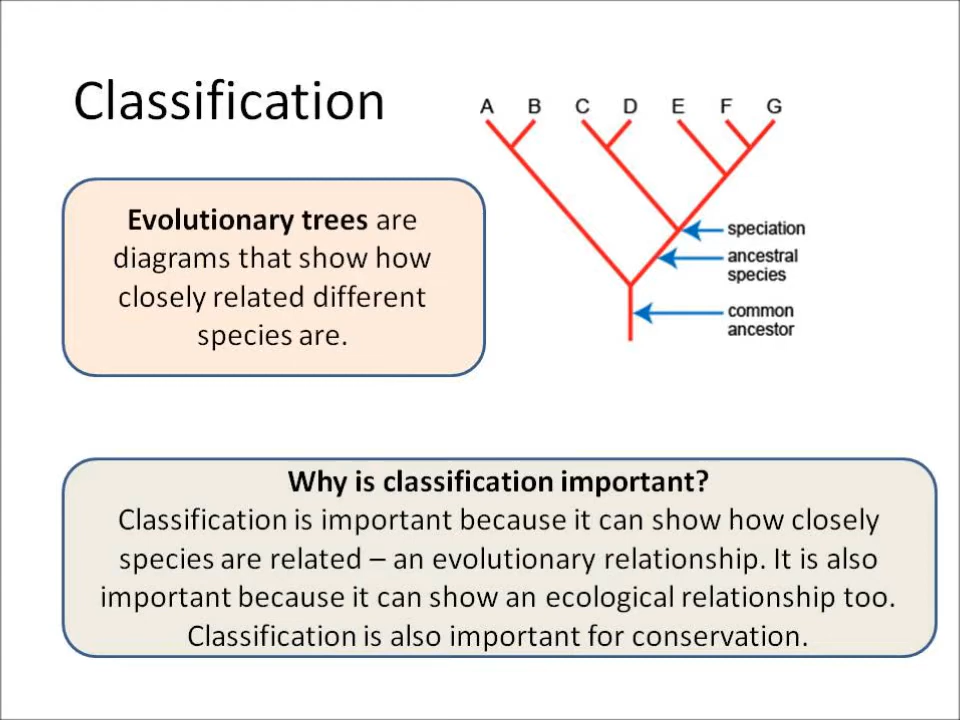 Classification
A B C D E F G
Evolutionary trees are
diagrams that show how
closely related different
species are.
speciation
ancestral
species
common
ancestor
Why is classification important?
Classification is important because it can show how closely
species are related – an evolutionary relationship. It is also
important because it can show an ecological relationship too.
Classification is also important for conservation.